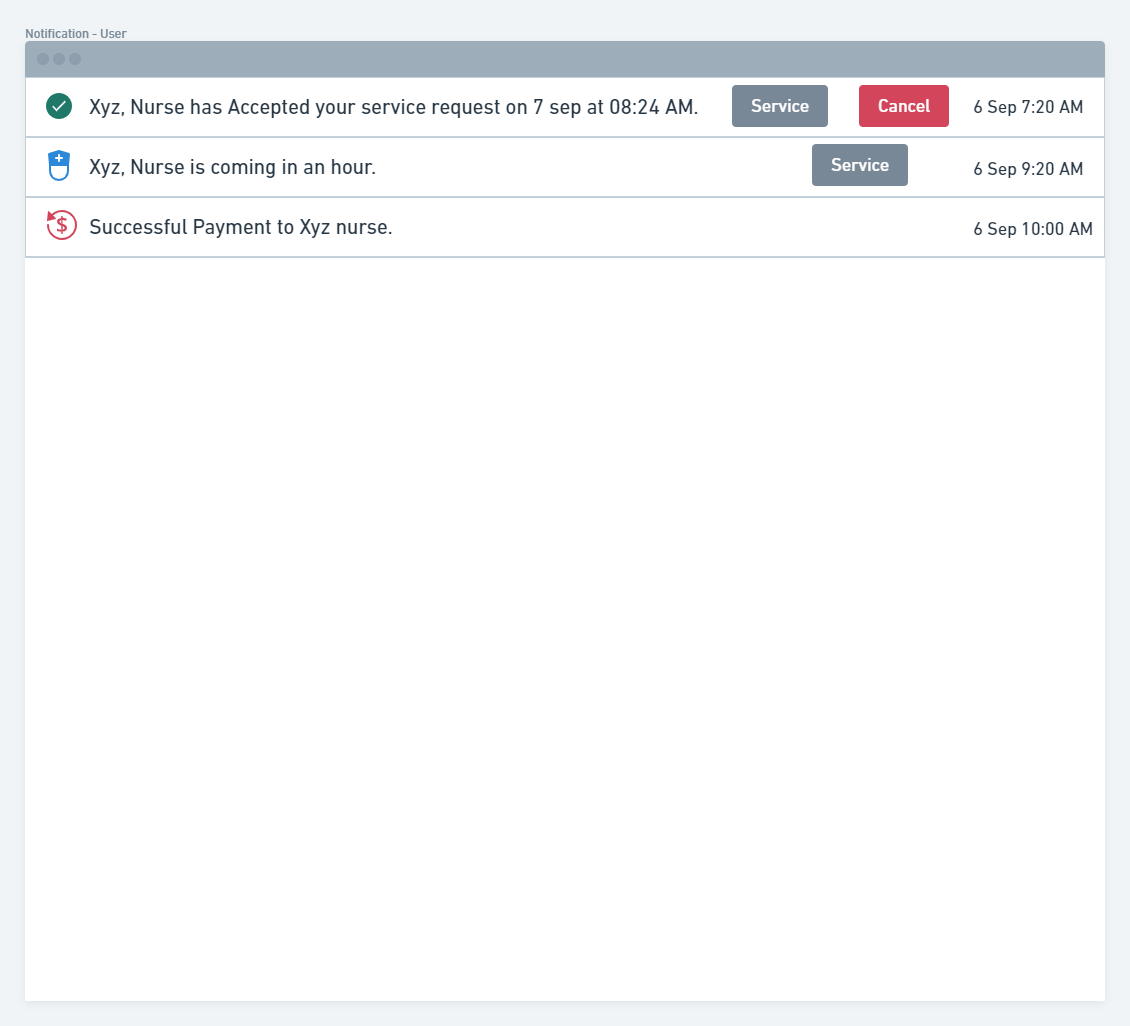 Notification - User
Xyz, Nurse has Accepted your service request on 7 sep at 08:24 AM. Service Cancel 6 Sep 7:20 AM
Xyz, Nurse is coming in an hour. Service 6 Sep 9:20 AM
$ Successful Payment to Xyz nurse. 6 Sep 10:00 AM